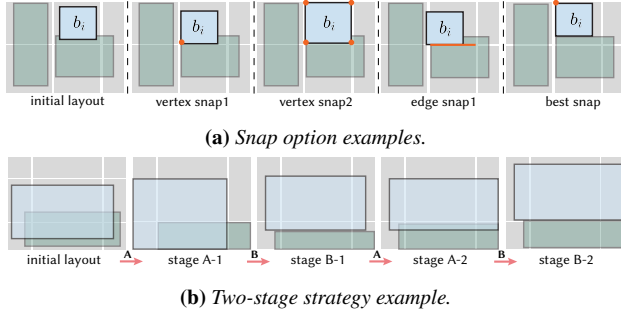 b_i b_i b_i b_i b_i
initial layout vertex snap1 vertex snap2 edge snap1 best snap
(a) Snap option examples.
A B A B
initial layout stage A-1 stage B-1 stage A-2 stage B-2
(b) Two-stage strategy example.